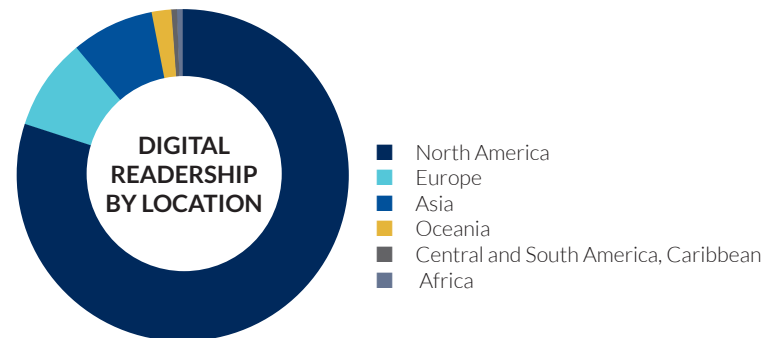 DIGITAL
READERSHIP
BY LOCATION
North America
Europe
Asia
Oceania
Central and South America, Caribbean
Africa